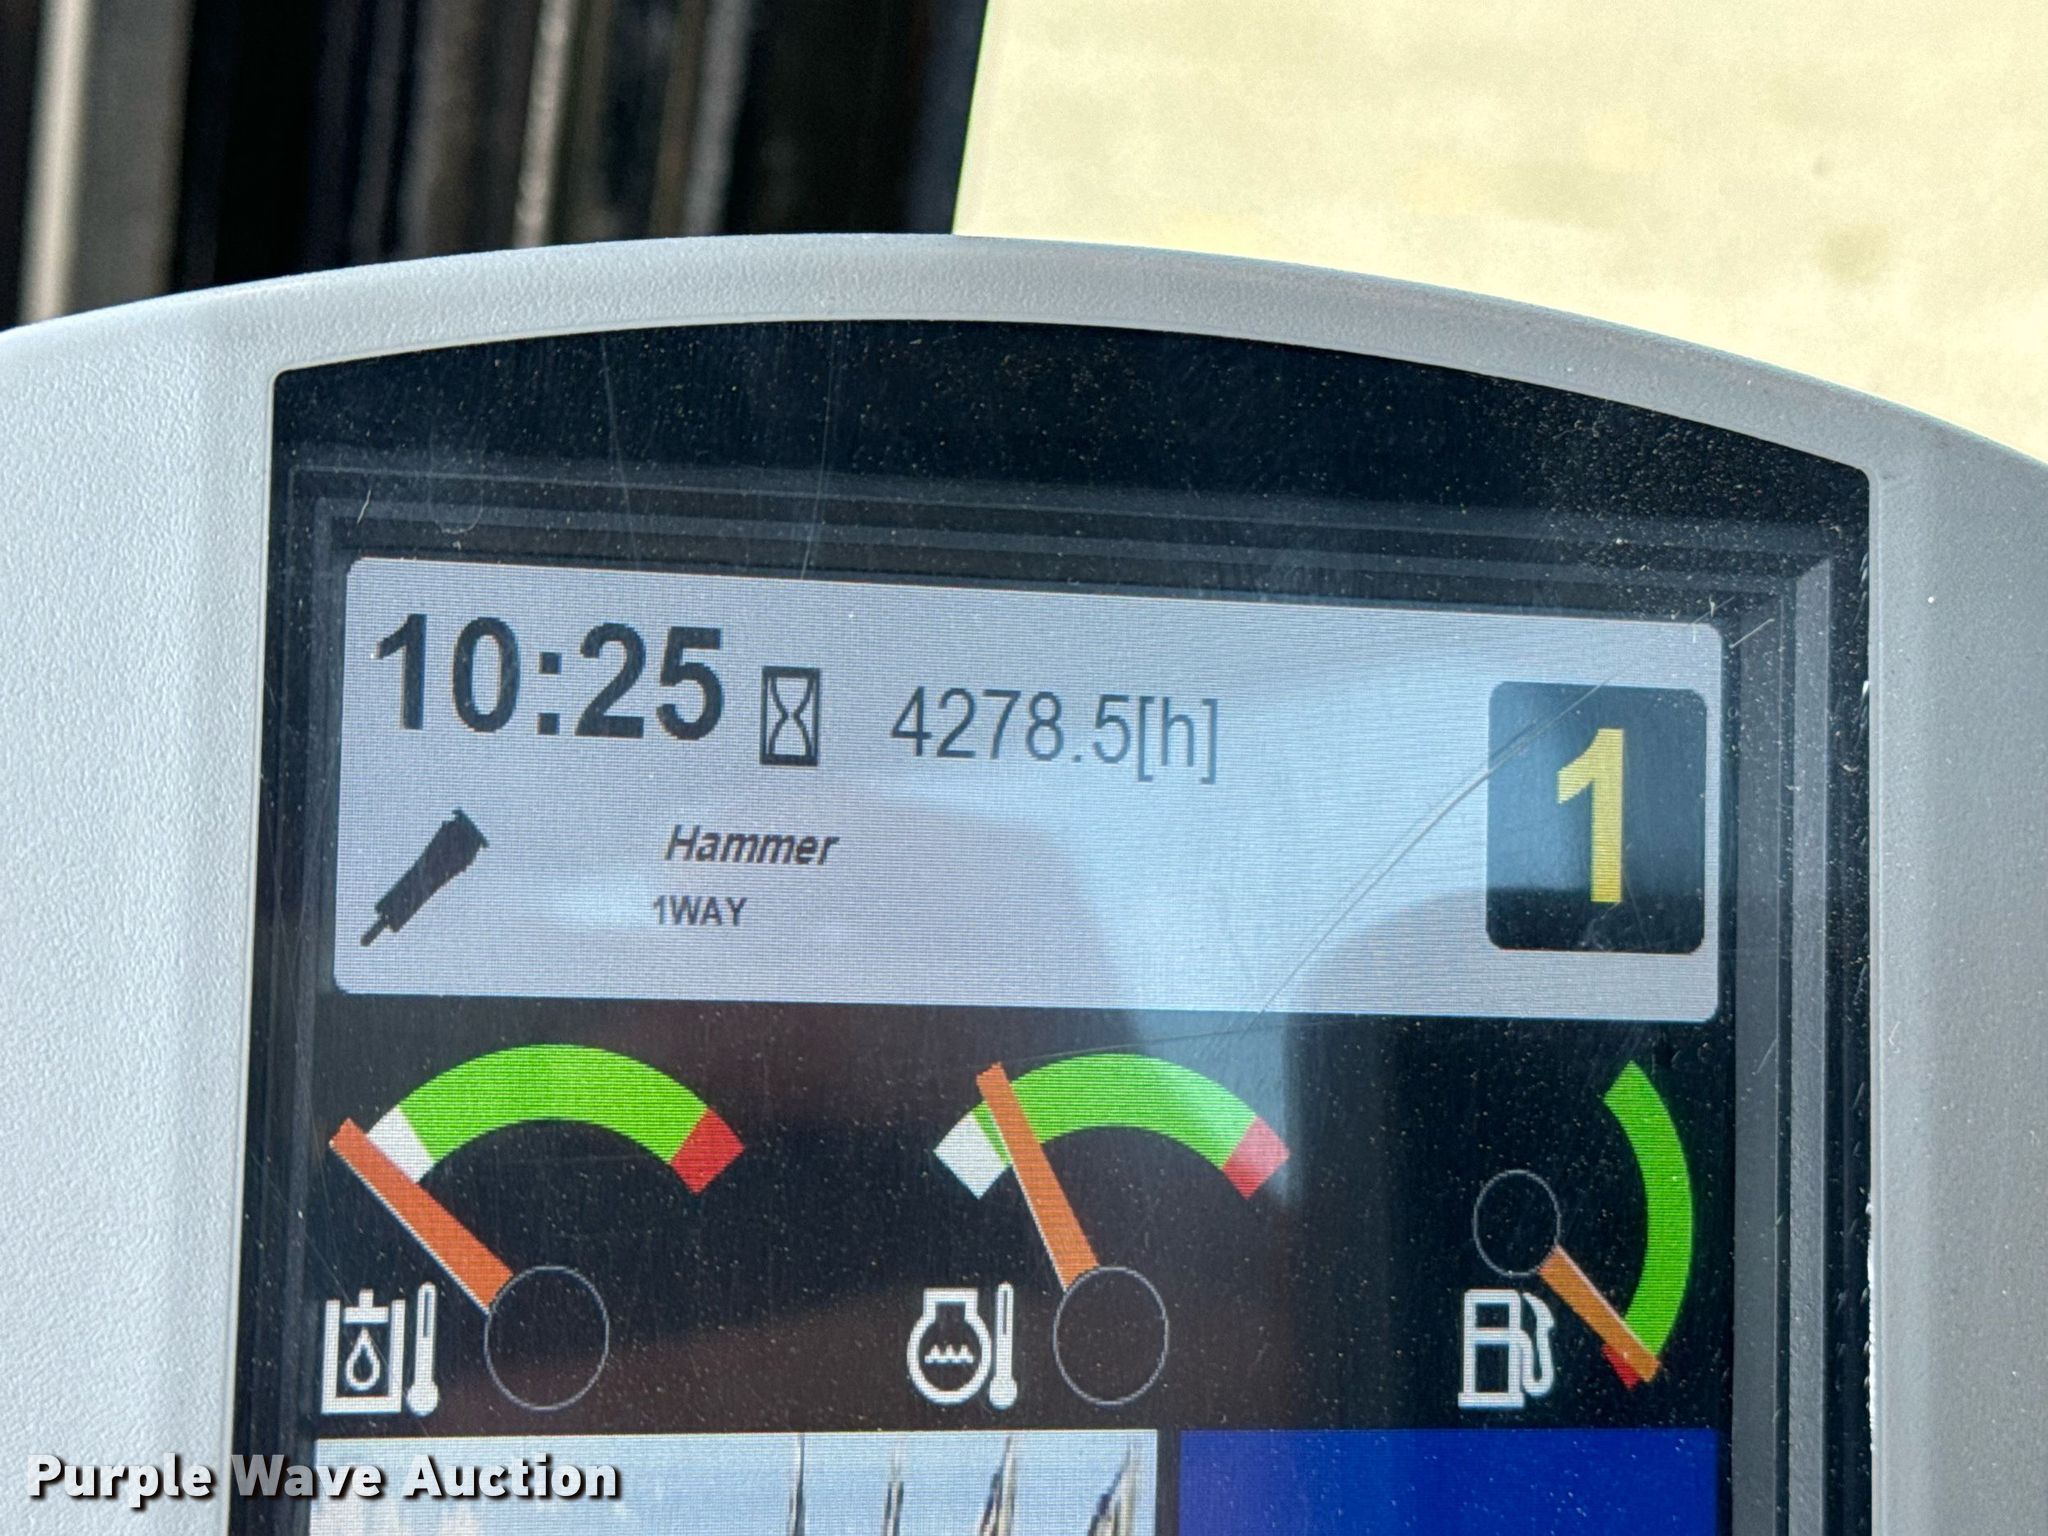 10:25 4278.5[h]
1
Hammer
1WAY
Purple Wave Auction